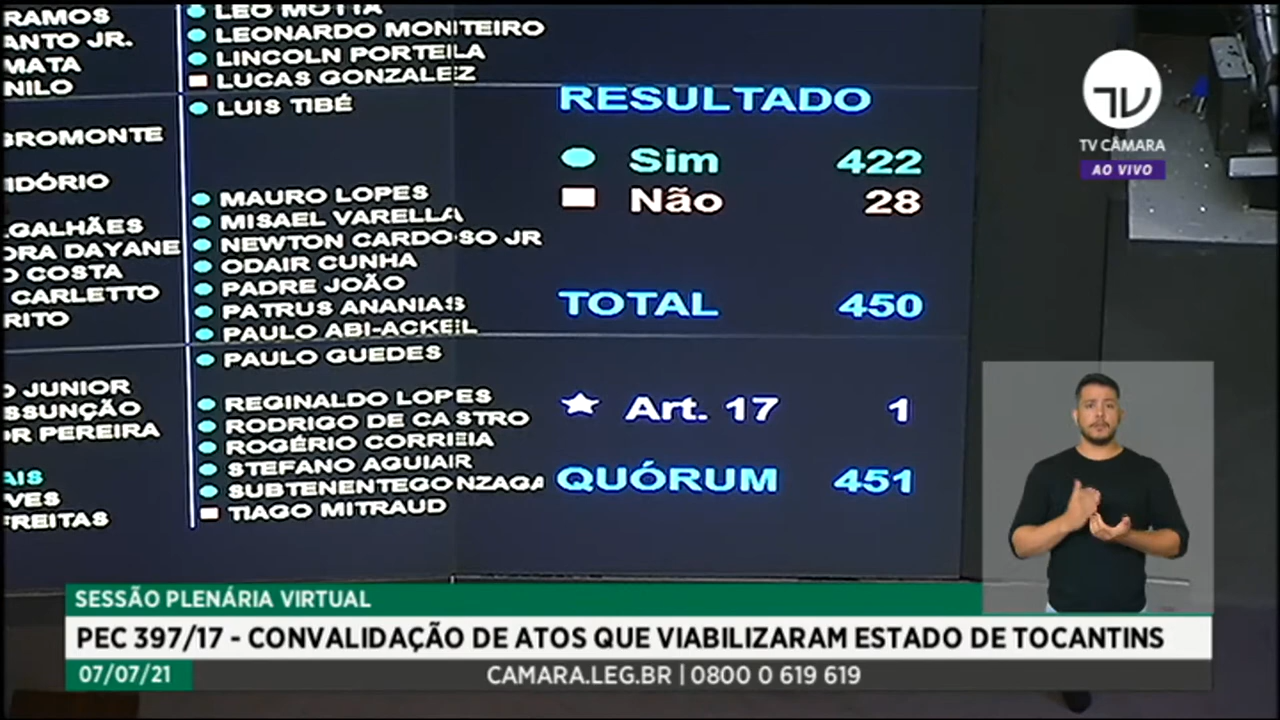 RAMOS
ANTO JR.
MATA
NILO
BROMONTE
IDÓRIO
GALHÃES
ORA DAYANE
O COSTA
CARLETTO
RITO
O JUNIOR
SSUNÇÃO
OR PEREIRA
AIS
VES
FREITAS
LEO MOTTA
LEONARDO MONTEIRO
LINCOLN PORTELA
LUCAS GONZALEZ
LUIS TIBÉ
MAURO LOPES
MISAEL VARELLA
NEWTON CARDOSO JR
ODAIR CUNHA
PADRE JOÃO
PATRUS ANANIAS
PAULO ABI-ACKEL
PAULO GUEDES
REGINALDO LOPES
RODRIGO DE CASTRO
ROGÉRIO CORREIA
STEFANO AGUIAR
SUBTENENTEGONZAGA
TIAGO MITRAUD
RESULTADO
Sim 422
Não 28
TOTAL 450
Art. 17 1
QUÓRUM 451
TV CÂMARA
AO VIVO
SESSÃO PLENÁRIA VIRTUAL
PEC 397/17 - CONVALIDAÇÃO DE ATOS QUE VIABILIZARAM ESTADO DE TOCANTINS
07/07/21 CAMARA.LEG.BR | 0800 0 619 619